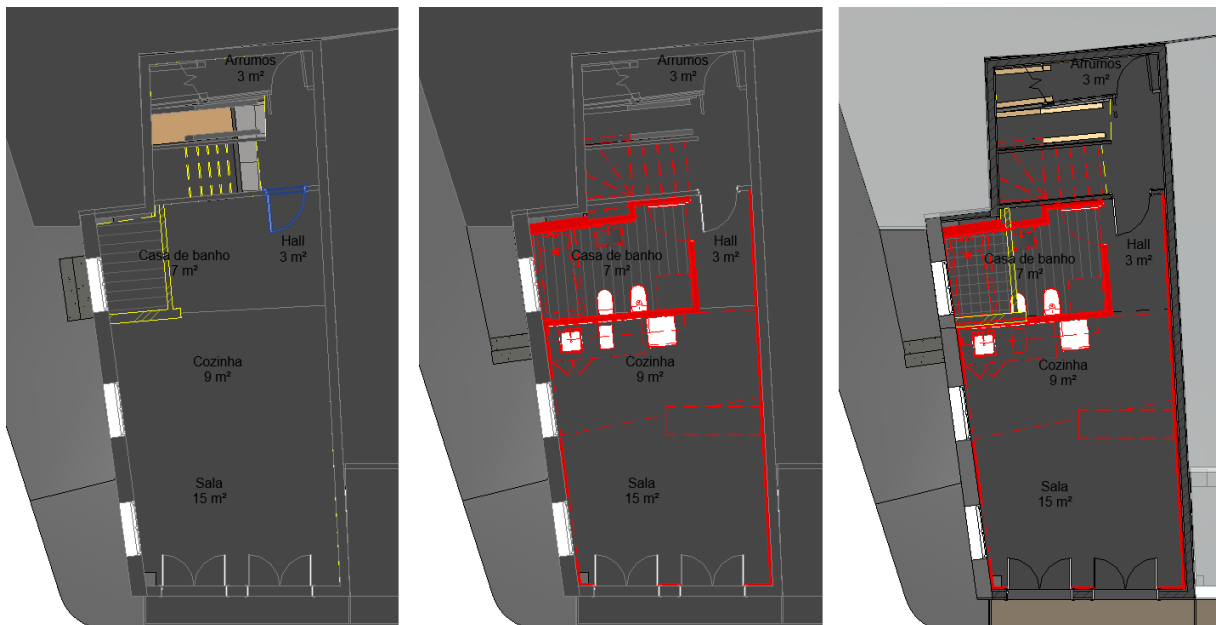 Arrumos
3 m²
Hall
3 m²
Casa de banho
7 m²
Cozinha
9 m²
Sala
15 m²
Arrumos
3 m²
Hall
3 m²
Casa de banho
7 m²
Cozinha
9 m²
Sala
15 m²
Arrumos
3 m²
Hall
3 m²
Casa de banho
7 m²
Cozinha
9 m²
Sala
15 m²